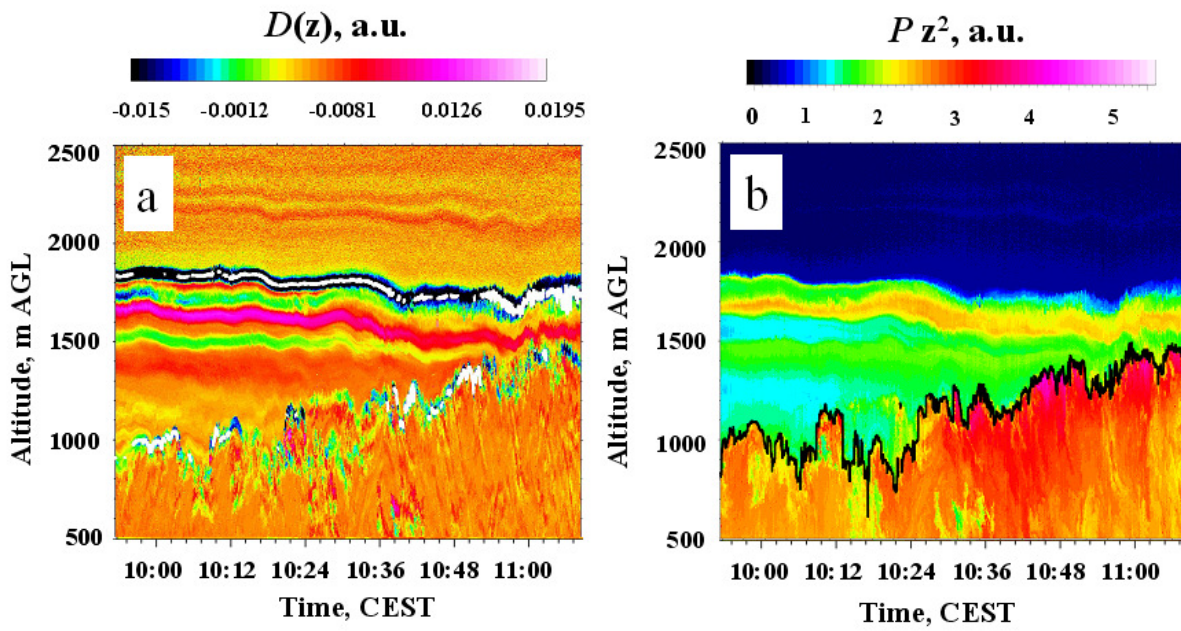 D(z), a.u.
-0.015 -0.0012 -0.0081 0.0126 0.0195
2500
a
2000
1500
1000
500
Altitude, m AGL
10:00 10:12 10:24 10:36 10:48 11:00
Time, CEST
P z², a.u.
0 1 2 3 4 5
2500
b
2000
1500
1000
500
Altitude, m AGL
10:00 10:12 10:24 10:36 10:48 11:00
Time, CEST